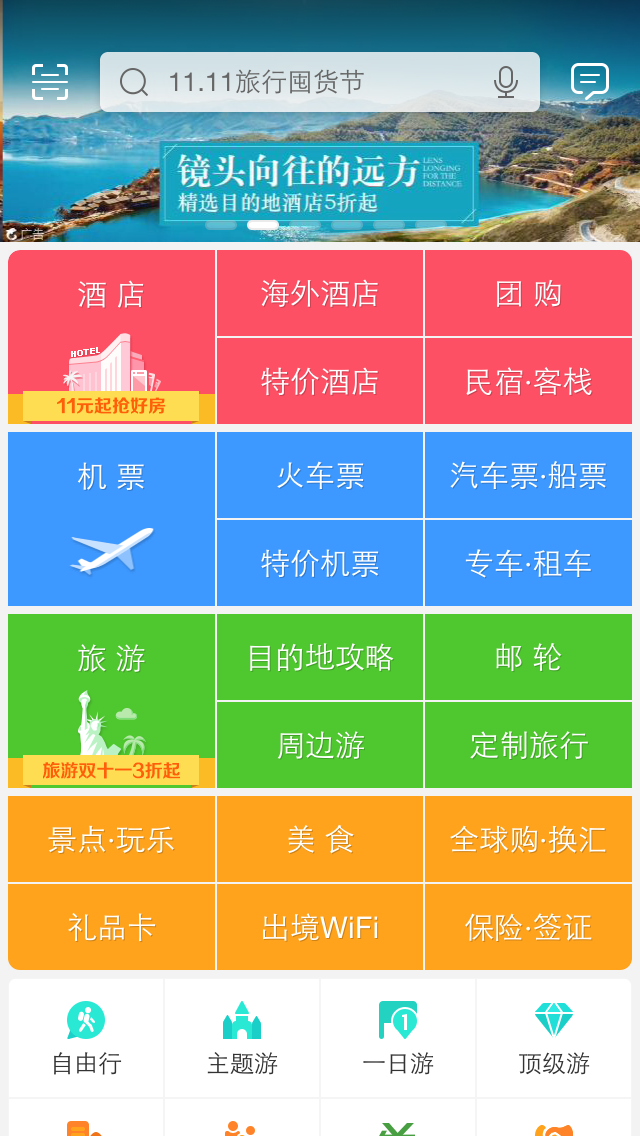 11.11旅行囤货节
镜头向往的远方
LENS
LONGING
FOR THE
DISTANCE
精选目的地酒店5折起
广告
酒店
海外酒店
团购
HOTEL
特价酒店
民宿·客栈
11元起抢好房
机票
火车票
汽车票·船票
特价机票
专车·租车
旅游
目的地攻略
邮轮
周边游
定制旅行
旅游双十一3折起
景点·玩乐
美食
全球购·换汇
礼品卡
出境WiFi
保险·签证
自由行
主题游
1
一日游
顶级游